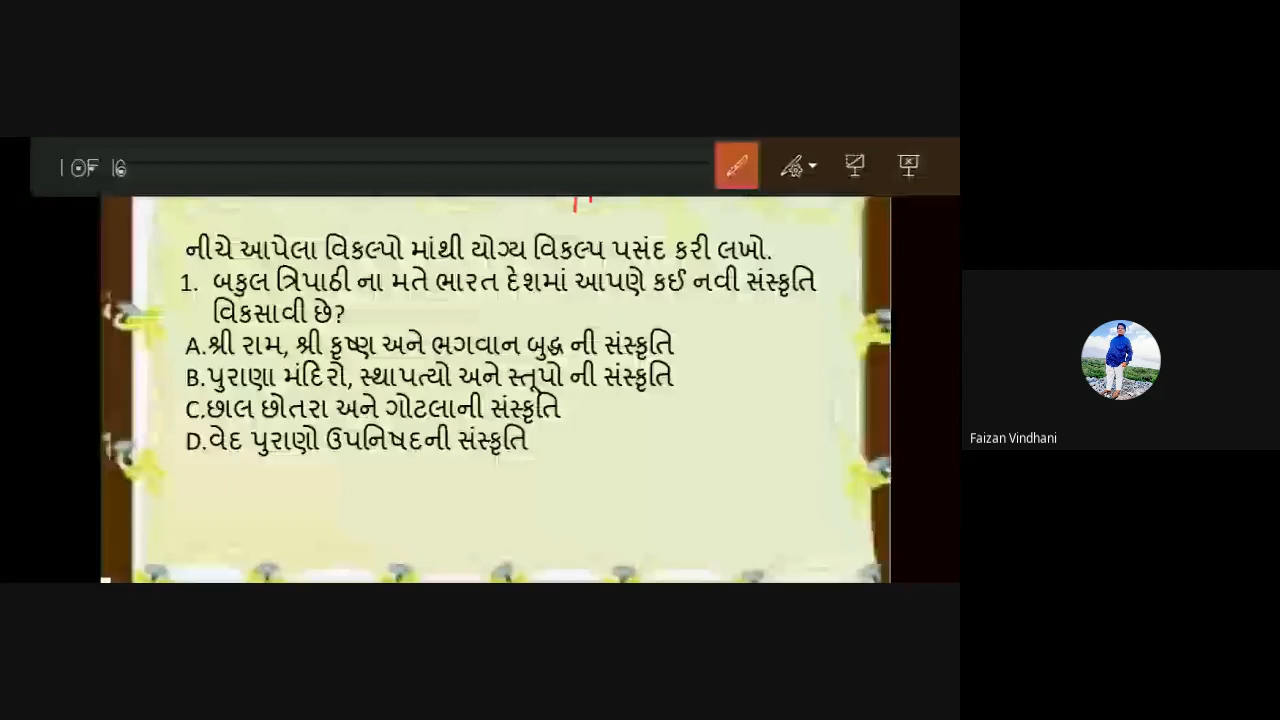 1 OF 16
નીચે આપેલા વિકલ્પો માંથી યોગ્ય વિકલ્પ પસંદ કરી લખો.
1. બકુલ ત્રિપાઠી ના મતે ભારત દેશમાં આપણે કઈ નવી સંસ્કૃતિ
વિકસાવી છે?
A.શ્રી રામ, શ્રી કૃષ્ણ અને ભગવાન બુદ્ધ ની સંસ્કૃતિ
B.પુરાણા મંદિરો, સ્થાપત્યો અને સ્તૂપો ની સંસ્કૃતિ
C.છાલ છોતરા અને ગોટલાની સંસ્કૃતિ
D.વેદ પુરાણો ઉપનિષદની સંસ્કૃતિ
Faizan Vindhani